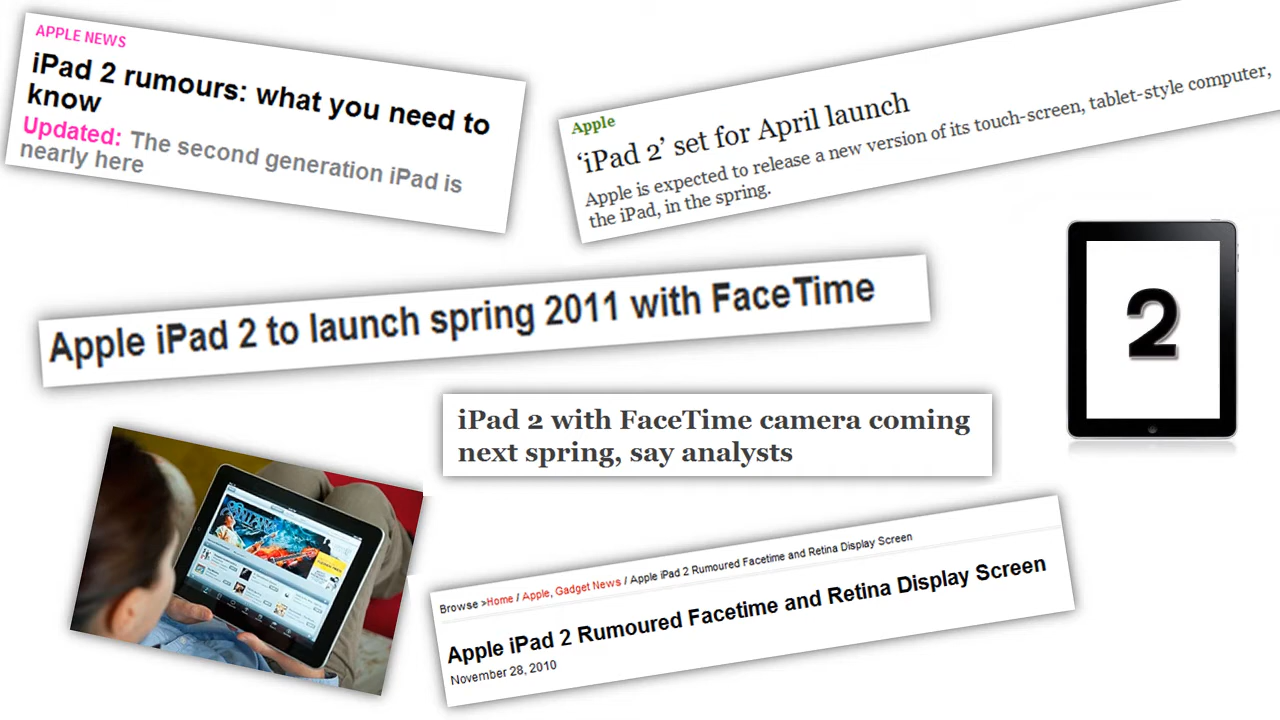 APPLE NEWS
iPad 2 rumours: what you need to
know
Updated: The second generation iPad is
nearly here
Apple
‘iPad 2’ set for April launch
Apple is expected to release a new version of its touch-screen, tablet-style computer,
the iPad, in the spring.
Apple iPad 2 to launch spring 2011 with FaceTime
2
iPad 2 with FaceTime camera coming
next spring, say analysts
SANTANA
Browse >Home / Apple, Gadget News / Apple iPad 2 Rumoured Facetime and Retina Display Screen
Apple iPad 2 Rumoured Facetime and Retina Display Screen
November 28, 2010